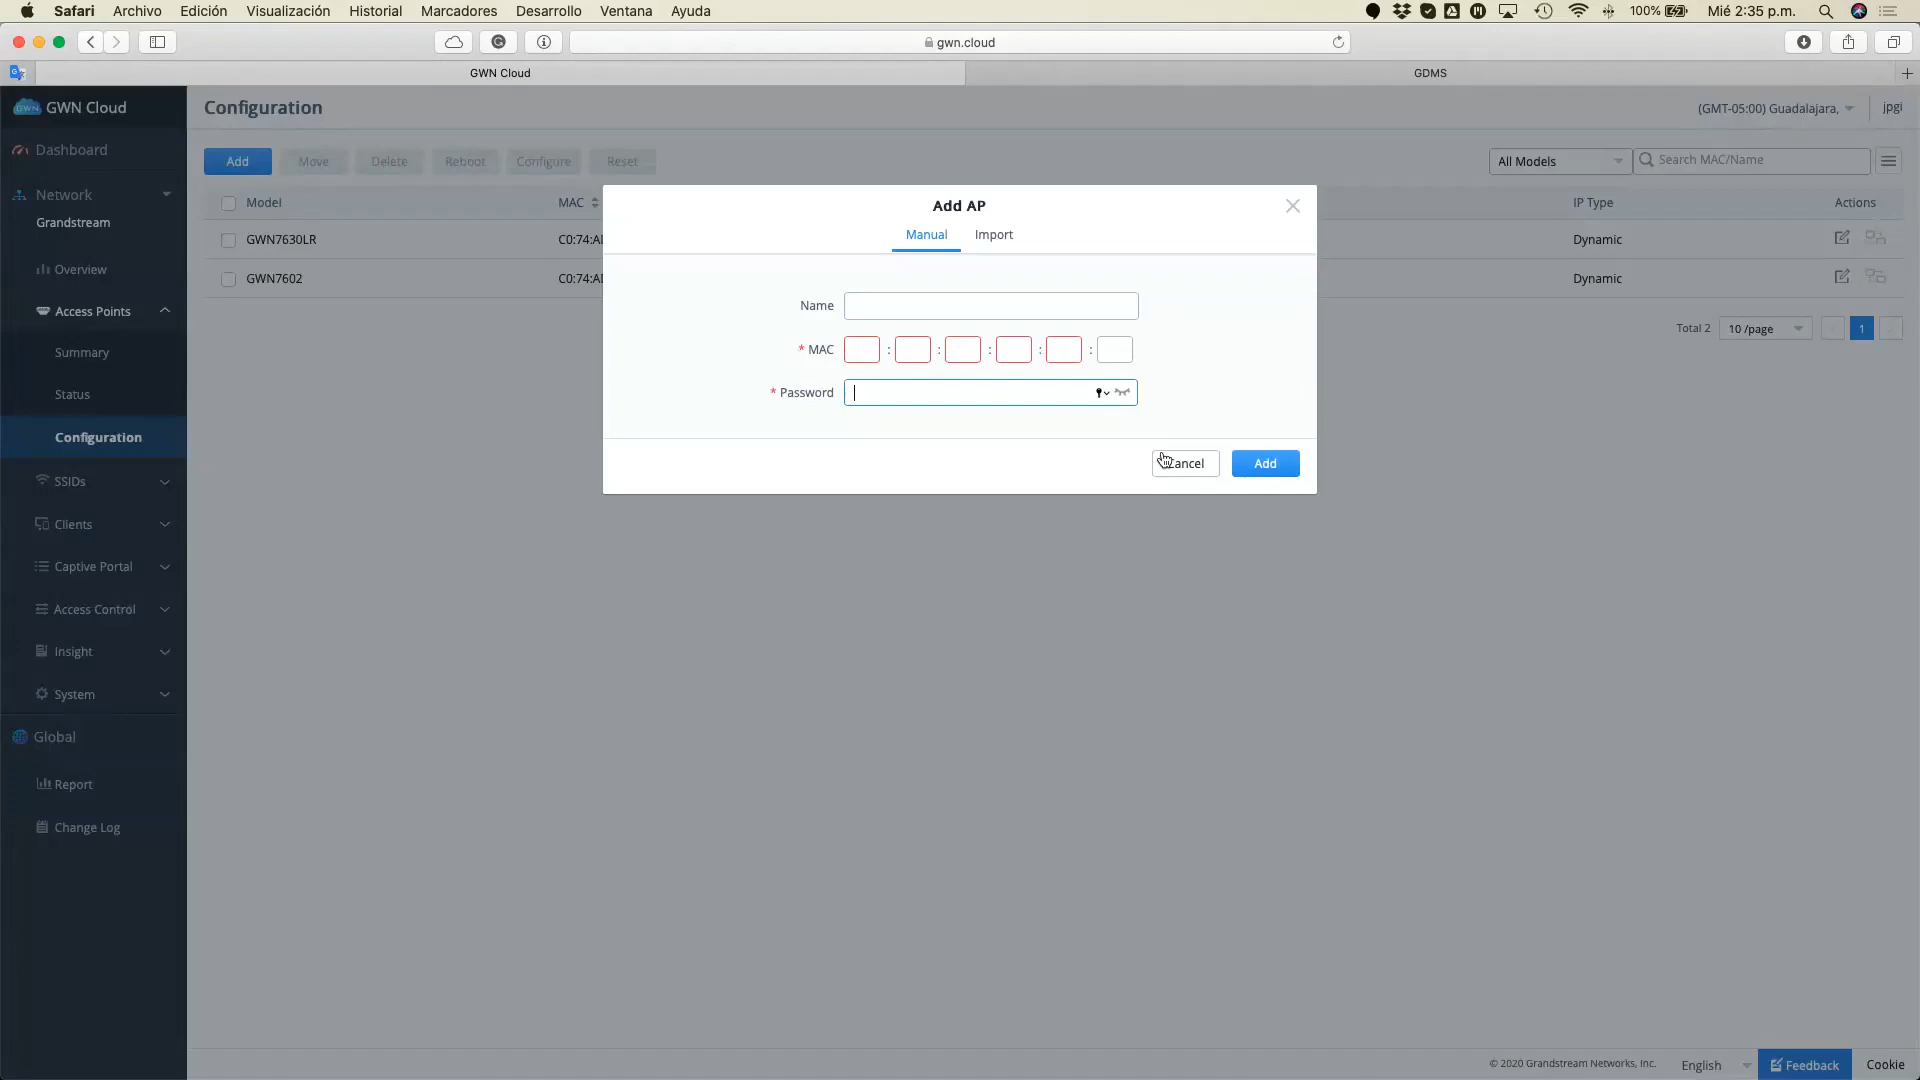 Safari Archivo Edición Visualización Historial Marcadores Desarrollo Ventana Ayuda 100% Mié 2:35 p.m.
gwn.cloud
GWN Cloud GDMS
GWN Cloud
Configuration
(GMT-05:00) Guadalajara, jpgi
Dashboard
Network
Grandstream
Overview
Access Points
Summary
Status
Configuration
SSIDs
Clients
Captive Portal
Access Control
Insight
System
Global
Report
Change Log
Add Move Delete Reboot Configure Reset All Models Search MAC/Name
Model MAC IP Type Actions
GWN7630LR C0:74:A Dynamic
GWN7602 C0:74:A Dynamic
Total 2 10 /page 1
Add AP
Manual Import
Name
* MAC : : : : :
* Password
Cancel Add
© 2020 Grandstream Networks, Inc. English Feedback Cookie